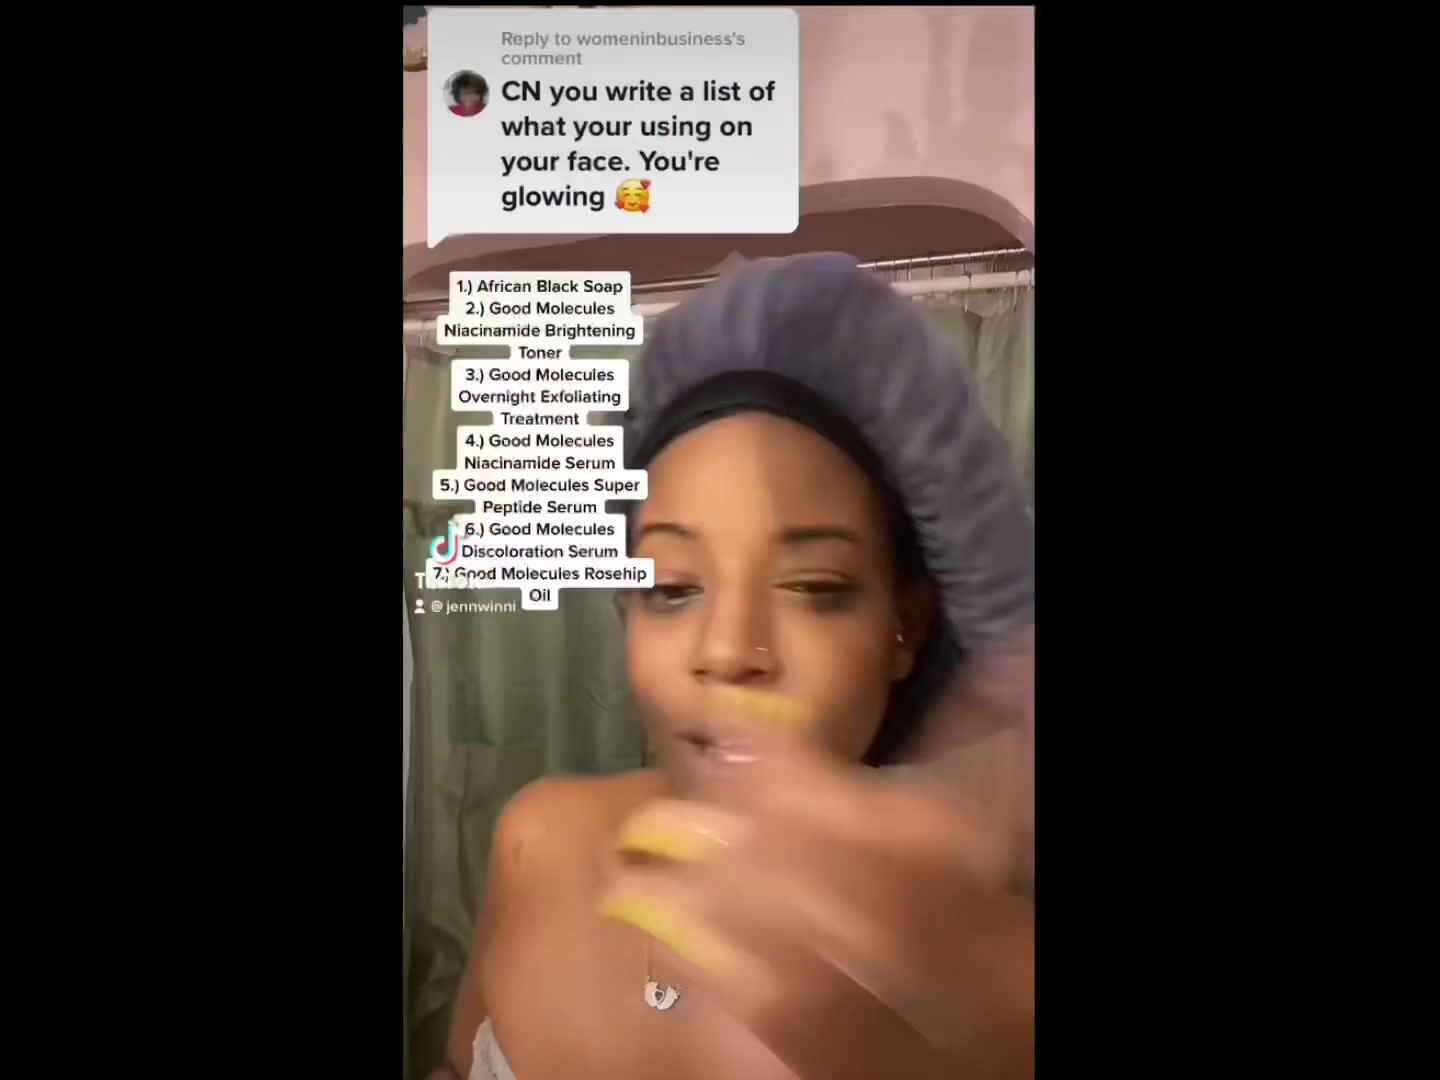 Reply to womeninbusiness's
comment
CN you write a list of
what your using on
your face. You're
glowing 🥰
1.) African Black Soap
2.) Good Molecules
Niacinamide Brightening
Toner
3.) Good Molecules
Overnight Exfoliating
Treatment
4.) Good Molecules
Niacinamide Serum
5.) Good Molecules Super
Peptide Serum
6.) Good Molecules
Discoloration Serum
7.) Good Molecules Rosehip
Oil
@jennwinni